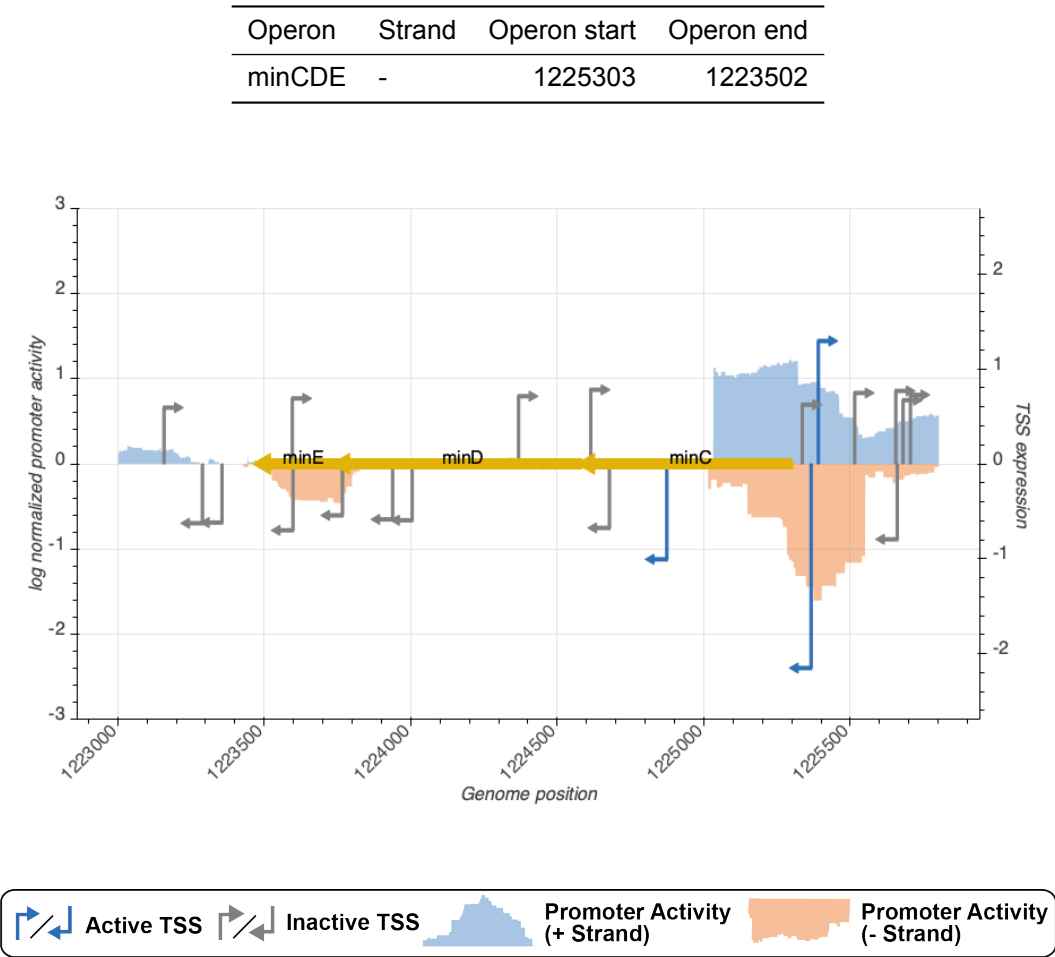 Operon Strand Operon start Operon end
minCDE - 1225303 1223502
3
2
1
0
-1
-2
-3
log normalized promoter activity
2
1
0
-1
-2
TSS expression
minE minD minC
1223000 1223500 1224000 1224500 1225000 1225500
Genome position
Active TSS
Inactive TSS
Promoter Activity
(+ Strand)
Promoter Activity
(- Strand)